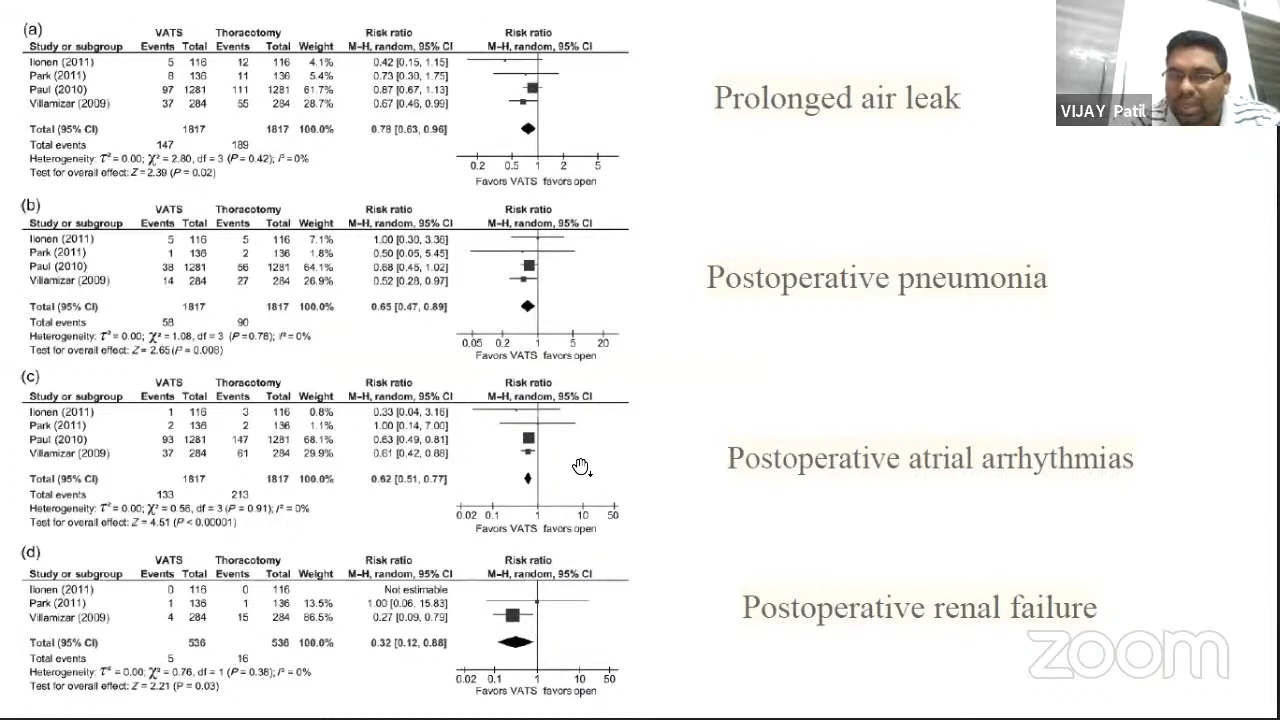 (a)
VATS Thoracotomy Risk ratio Risk ratio
Study or subgroup Events Total Events Total Weight M–H, random, 95% CI M–H, random, 95% CI
Ilonen (2011) 5 116 12 116 4.1% 0.42 [0.15, 1.15]
Park (2011) 8 136 11 136 5.4% 0.73 [0.30, 1.75]
Paul (2010) 97 1281 111 1281 61.7% 0.87 [0.67, 1.13]
Villamizar (2009) 37 284 55 284 28.7% 0.67 [0.46, 0.99]
Total (95% CI) 1817 1817 100.0% 0.78 [0.63, 0.96]
Total events 147 189
Heterogeneity: τ² = 0.00; χ² = 2.80, df = 3 (P = 0.42); I² = 0%
Test for overall effect: Z = 2.39 (P = 0.02)
0.2 0.5 1 2 5
Favors VATS favors open
Prolonged air leak
VIJAY Patil
(b)
VATS Thoracotomy Risk ratio Risk ratio
Study or subgroup Events Total Events Total Weight M–H, random, 95% CI M–H, random, 95% CI
Ilonen (2011) 5 116 5 116 7.1% 1.00 [0.30, 3.36]
Park (2011) 1 136 2 136 1.8% 0.50 [0.05, 5.45]
Paul (2010) 38 1281 56 1281 64.1% 0.68 [0.45, 1.02]
Villamizar (2009) 14 284 27 284 26.9% 0.52 [0.28, 0.97]
Total (95% CI) 1817 1817 100.0% 0.65 [0.47, 0.89]
Total events 58 90
Heterogeneity: τ² = 0.00; χ² = 1.08, df = 3 (P = 0.78); I² = 0%
Test for overall effect: Z = 2.65 (P = 0.008)
0.05 0.2 1 5 20
Favors VATS favors open
Postoperative pneumonia
(c)
VATS Thoracotomy Risk ratio Risk ratio
Study or subgroup Events Total Events Total Weight M–H, random, 95% CI M–H, random, 95% CI
Ilonen (2011) 1 116 3 116 0.8% 0.33 [0.04, 3.16]
Park (2011) 2 136 2 136 1.1% 1.00 [0.14, 7.00]
Paul (2010) 93 1281 147 1281 68.1% 0.63 [0.49, 0.81]
Villamizar (2009) 37 284 61 284 29.9% 0.61 [0.42, 0.88]
Total (95% CI) 1817 1817 100.0% 0.62 [0.51, 0.77]
Total events 133 213
Heterogeneity: τ² = 0.00; χ² = 0.56, df = 3 (P = 0.91); I² = 0%
Test for overall effect: Z = 4.51 (P < 0.00001)
0.02 0.1 1 10 50
Favors VATS favors open
Postoperative atrial arrhythmias
(d)
VATS Thoracotomy Risk ratio Risk ratio
Study or subgroup Events Total Events Total Weight M–H, random, 95% CI M–H, random, 95% CI
Ilonen (2011) 0 116 0 116 Not estimable
Park (2011) 1 136 1 136 13.5% 1.00 [0.06, 15.83]
Villamizar (2009) 4 284 15 284 86.5% 0.27 [0.09, 0.79]
Total (95% CI) 536 536 100.0% 0.32 [0.12, 0.88]
Total events 5 16
Heterogeneity: τ² = 0.00; χ² = 0.76, df = 1 (P = 0.38); I² = 0%
Test for overall effect: Z = 2.21 (P = 0.03)
0.02 0.1 1 10 50
Favors VATS favors open
Postoperative renal failure
zoom